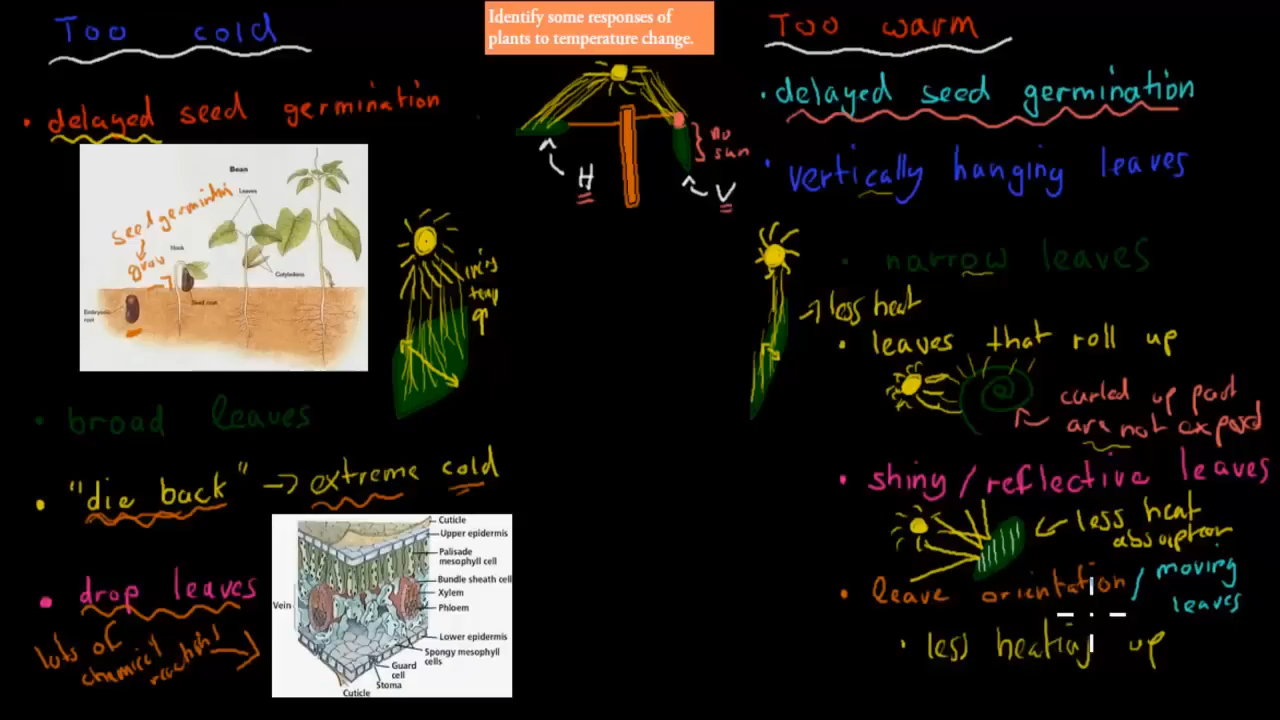 Identify some responses of
plants to temperature change.
Too cold
• delayed seed germination
Bean
Leaves
seed germination
grow
Hook
Cotyledons
Seed coat
Embryonic
root
• broad leaves
• "die back" → extreme cold
• drop leaves
lots of
chemical
reactions
Cuticle
Upper epidermis
Palisade
mesophyll cell
Bundle sheath cell
Xylem
Vein
Phloem
Lower epidermis
Spongy mesophyll
cells
Guard
cell
Stoma
Cuticle
H
V
no
sun
Too warm
• delayed seed germination
• vertically hanging leaves
• narrow leaves
→ less heat
• leaves that roll up
curled up part
are not expord
• shiny/reflective leaves
less heat
absorption
• leave orientation / moving
leaves
• less heating up